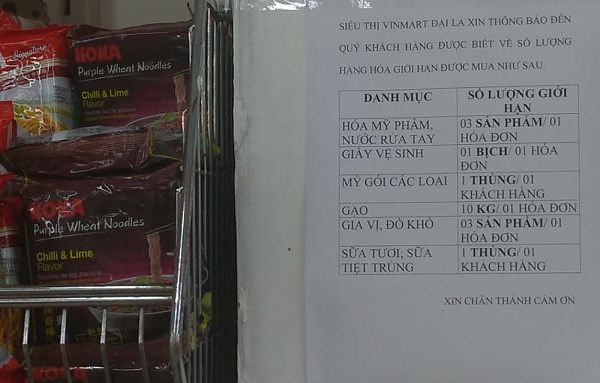 Signature
KOKA
Purple Wheat Noodles
Chilli & Lime
Flavor
KOKA
Purple Wheat Noodles
Chilli & Lime
Flavor
SIÊU THỊ VINMART ĐẠI LA XIN THÔNG BÁO ĐẾN
QUÝ KHÁCH HÀNG ĐƯỢC BIẾT VỀ SỐ LƯỢNG
HÀNG HÓA GIỚI HẠN ĐƯỢC MUA NHƯ SAU
DANH MỤC
SỐ LƯỢNG GIỚI
HẠN
HÓA MỸ PHẨM,
NƯỚC RỬA TAY
03 SẢN PHẨM/ 01
HÓA ĐƠN
GIẤY VỆ SINH
01 BỊCH/ 01 HÓA
ĐƠN
MỲ GÓI CÁC LOẠI
1 THÙNG/ 01
KHÁCH HÀNG
GẠO
10 KG/ 01 HÓA ĐƠN
GIA VỊ, ĐỒ KHÔ
03 SẢN PHẨM/ 01
HÓA ĐƠN
SỮA TƯƠI, SỮA
TIỆT TRÙNG
1 THÙNG/ 01
KHÁCH HÀNG
XIN CHÂN THÀNH CẢM ƠN